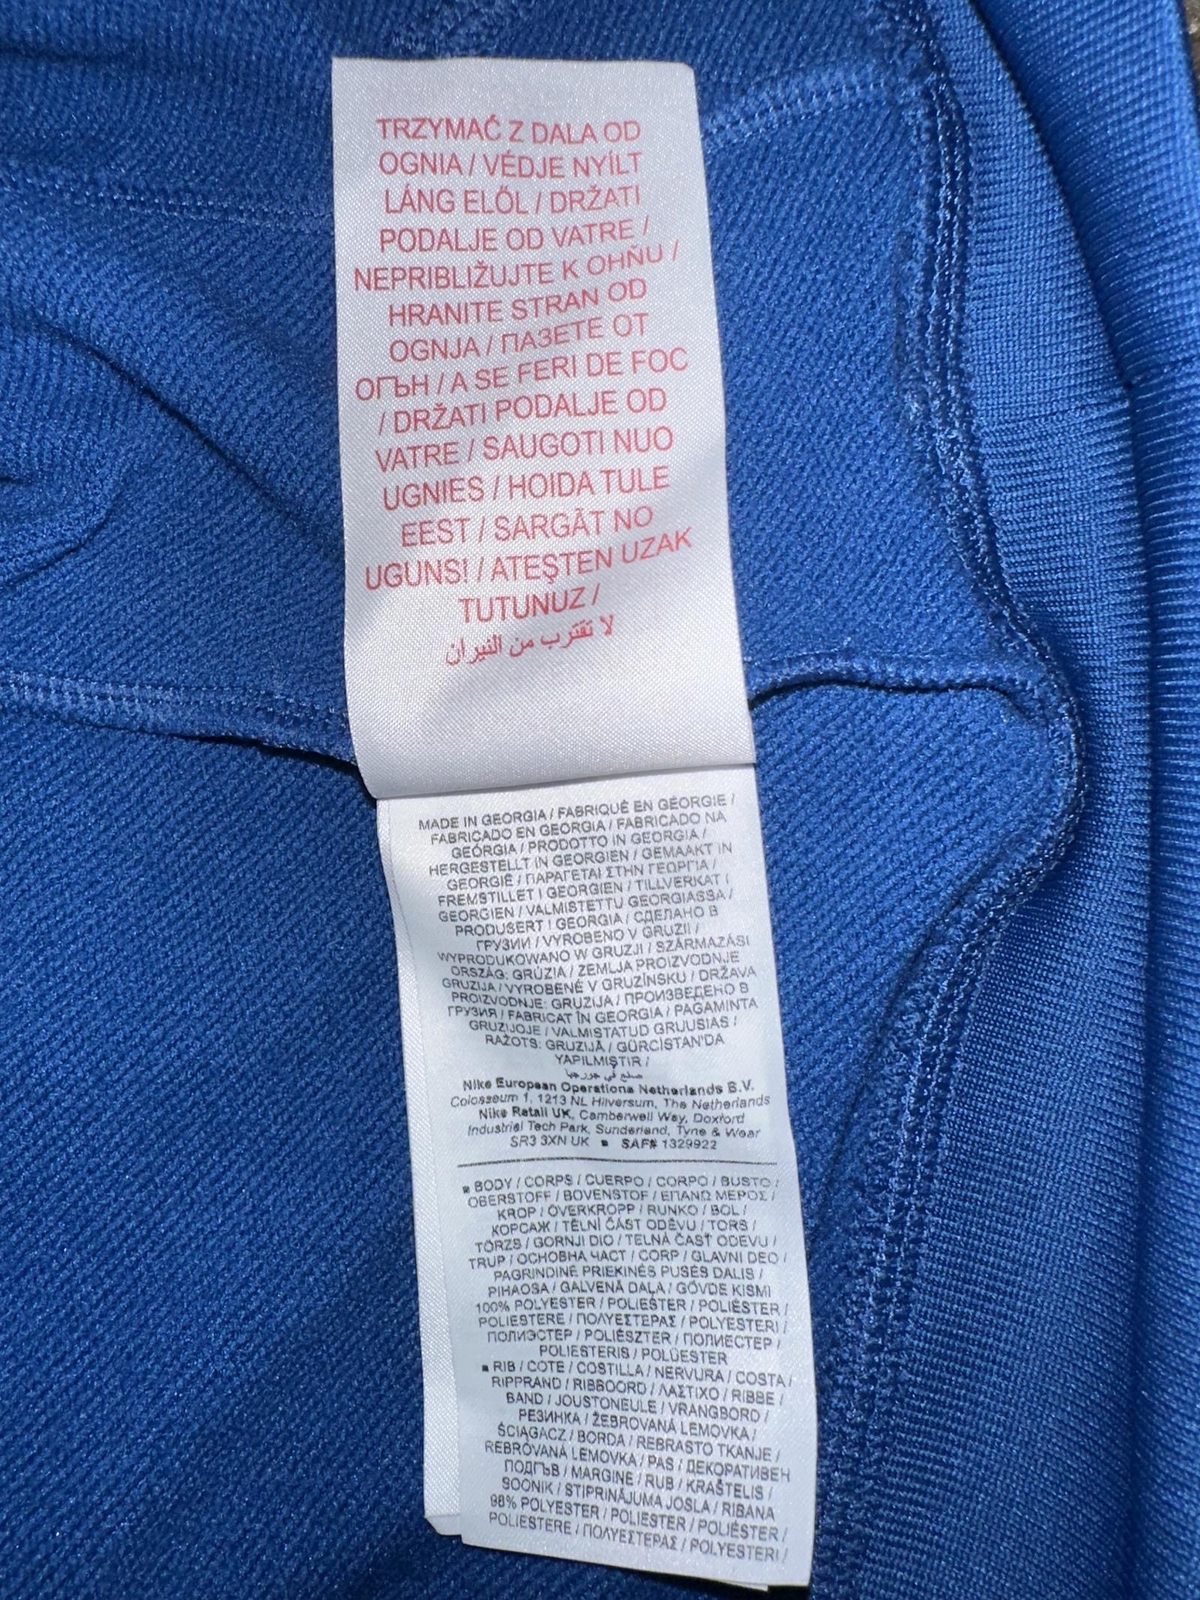 TRZYMAĆ Z DALA OD
OGNIA / VÉDJE NYÍLT
LÁNG ELŐL / DRŽATI
PODALJE OD VATRE /
NEPRIBLIŽUJTE K OHŇU /
HRANITE STRAN OD
OGNJA / ПАЗЕТЕ ОТ
ОГЪН / A SE FERI DE FOC
/ DRŽATI PODALJE OD
VATRE / SAUGOTI NUO
UGNIES / HOIDA TULE
EEST / SARGĀT NO
UGUNS! / ATEŞTEN UZAK
TUTUNUZ /
لا تقترب من النيران
MADE IN GEORGIA / FABRIQUÉ EN GÉORGIE /
FABRICADO EN GEORGIA / FABRICADO NA
GEÓRGIA / PRODOTTO IN GEORGIA /
HERGESTELLT IN GEORGIEN / GEMAAKT IN
GEORGIË / ΠΑΡΑΓΕΤΑΙ ΣΤΗΝ ΓΕΩΡΓΙΑ /
FREMSTILLET I GEORGIEN / TILLVERKAT I
GEORGIEN / VALMISTETTU GEORGIASSA /
PRODUSERT I GEORGIA / СДЕЛАНО В
ГРУЗИИ / VYROBENO V GRUZII /
WYPRODUKOWANO W GRUZJI / SZÁRMAZÁSI
ORSZÁG: GRÚZIA / ZEMLJA PROIZVODNJE
GRUZIJA / VYROBENÉ V GRUZÍNSKU / DRŽAVA
PROIZVODNJE: GRUZIJA / ПРОИЗВЕДЕНО В
ГРУЗИЯ / FABRICAT ÎN GEORGIA / PAGAMINTA
GRUZIJOJE / VALMISTATUD GRUUSIAS /
RAŽOTS: GRUZIJĀ / GÜRCİSTAN'DA
YAPILMIŞTIR /
صنع في جورجيا
Nike European Operations Netherlands B.V.
Colosseum 1, 1213 NL Hilversum, The Netherlands
Nike Retail UK, Camberwell Way, Doxford
Industrial Tech Park, Sunderland, Tyne & Wear
SR3 3XN UK ■ SAF# 1329922
■ BODY / CORPS / CUERPO / CORPO / BUSTO /
OBERSTOFF / BOVENSTOF / ΕΠΑΝΩ ΜΕΡΟΣ /
KROP / ÖVERKROPP / RUNKO / BOL /
КОРСАЖ / TĚLNÍ ČÁST ODĚVU / TORS /
TÖRZS / GORNJI DIO / TELNÁ ČASŤ ODEVU /
TRUP / ОСНОВНА ЧАСТ / CORP / GLAVNI DEO /
PAGRINDINĖ PRIEKINĖS PUSĖS DALIS /
PIHAOSA / GALVENĀ DAĻA / GÖVDE KISMI
100% POLYESTER / POLIÉSTER / POLIÉSTER /
POLIESTERE / ΠΟΛΥΕΣΤΕΡΑΣ / POLYESTERI /
ПОЛИЭСТЕР / POLIÉSZTER / ПОЛИЕСТЕР /
POLIESTERIS / POLÜESTER
■ RIB / CÔTE / COSTILLA / NERVURA / COSTA /
RIPPRAND / RIBBOORD / ΛΑΣΤΙΧΟ / RIBBE /
BAND / JOUSTONEULE / VRANGBORD /
РЕЗИНКА / ŽEBROVANÁ LEMOVKA /
ŚCIĄGACZ / BORDA / REBRASTO TKANJE /
REBROVANÁ LEMOVKA / PAS / ДЕКОРАТИВЕН
ПОДГЪВ / MARGINE / RUB / KRAŠTELIS /
SOONIK / STIPRINĀJUMA JOSLA / RIBANA
98% POLYESTER / POLIÉSTER / POLIÉSTER /
POLIESTERE / ΠΟΛΥΕΣΤΕΡΑΣ / POLYESTERI /